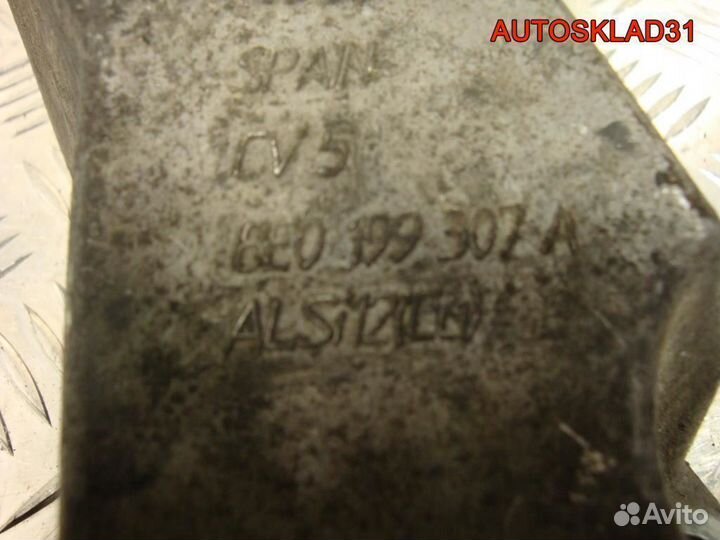 AUTOSKLAD31
SPAIN
CV5
8E0 199 307 A
ALSi12(Cu)
Avito